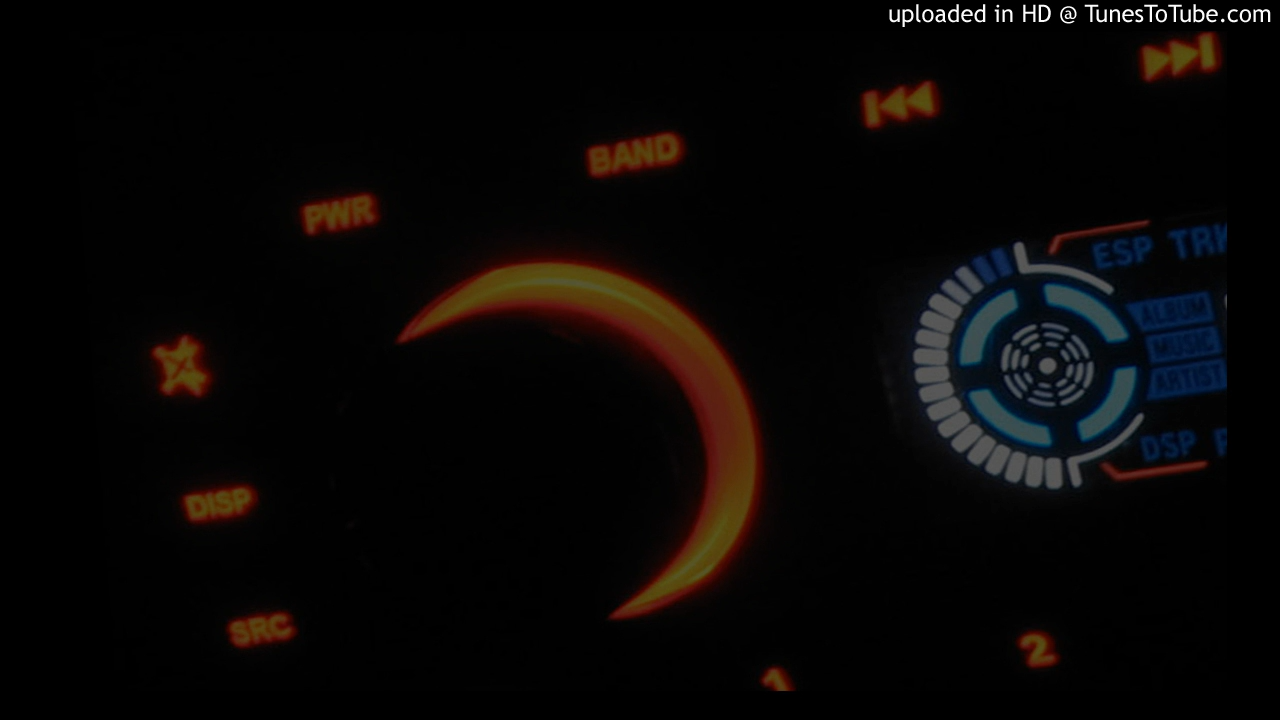 uploaded in HD @ TunesToTube.com
BAND
PWR
ESP TRK
ALBUM
MUSIC
ARTIST
DSP
DISP
SRC
2
1